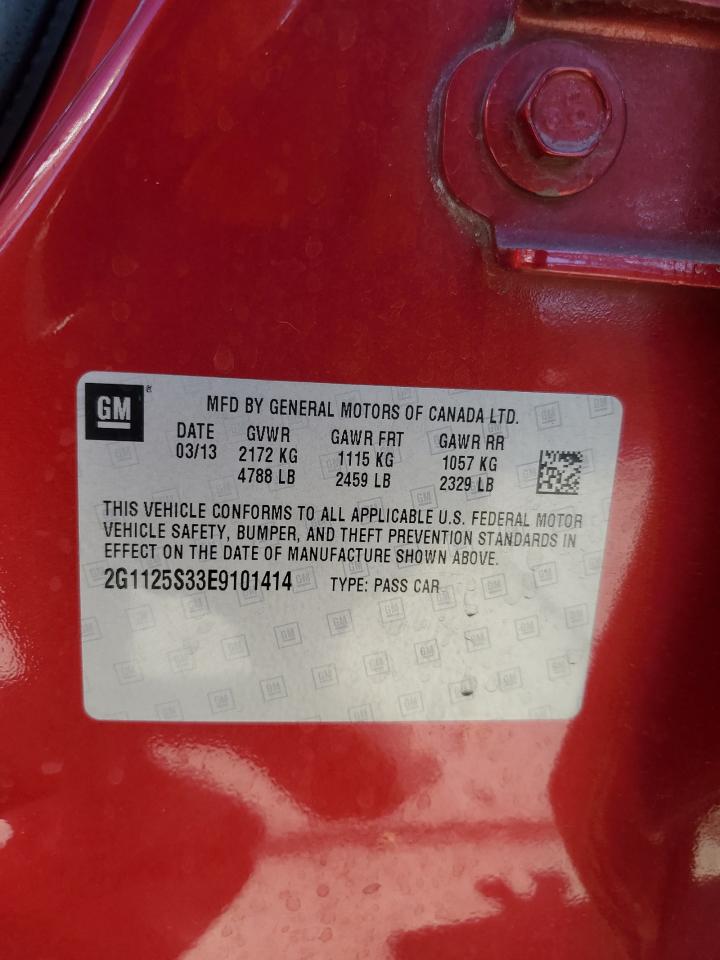 GM
MFD BY GENERAL MOTORS OF CANADA LTD.
DATE GVWR GAWR FRT GAWR RR
03/13 2172 KG 1115 KG 1057 KG
4788 LB 2459 LB 2329 LB
THIS VEHICLE CONFORMS TO ALL APPLICABLE U.S. FEDERAL MOTOR
VEHICLE SAFETY, BUMPER, AND THEFT PREVENTION STANDARDS IN
EFFECT ON THE DATE OF MANUFACTURE SHOWN ABOVE.
2G1125S33E9101414 TYPE: PASS CAR